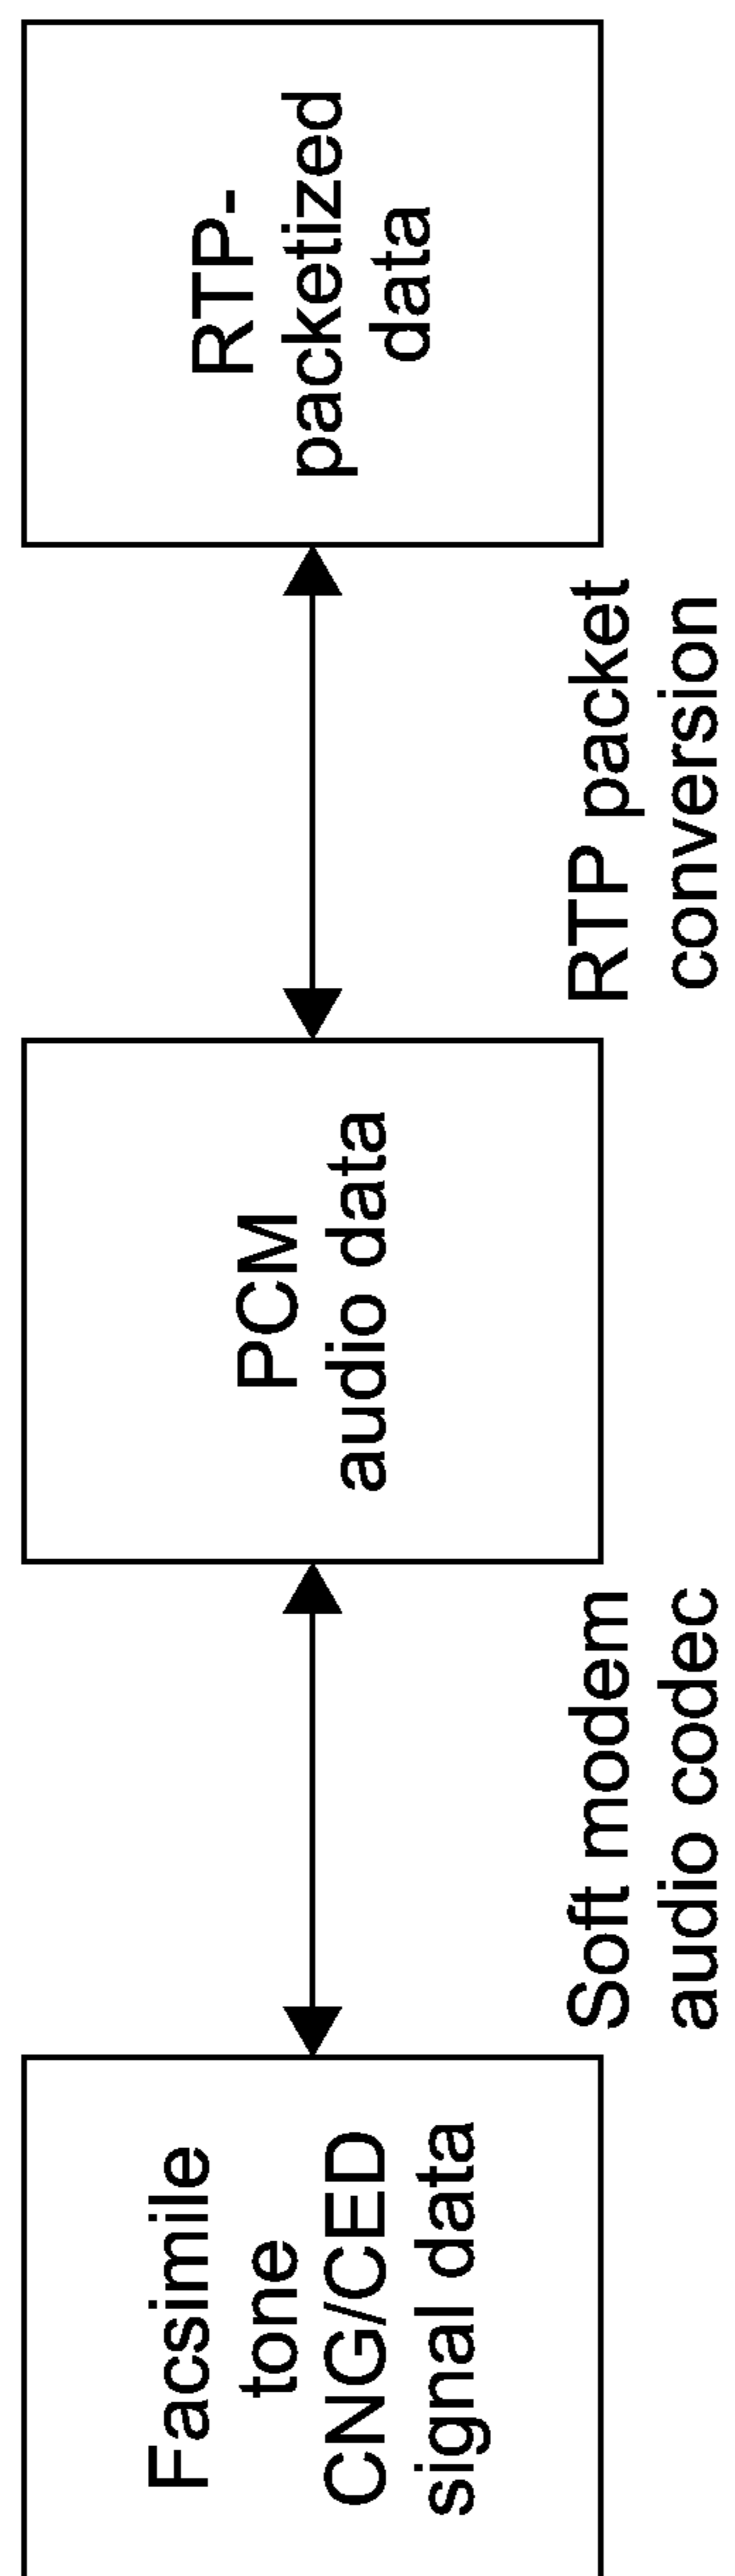 Facsimile
tone
CNG/CED
signal data
Soft modem
audio codec
PCM
audio data
RTP packet
conversion
RTP-
packetized
data